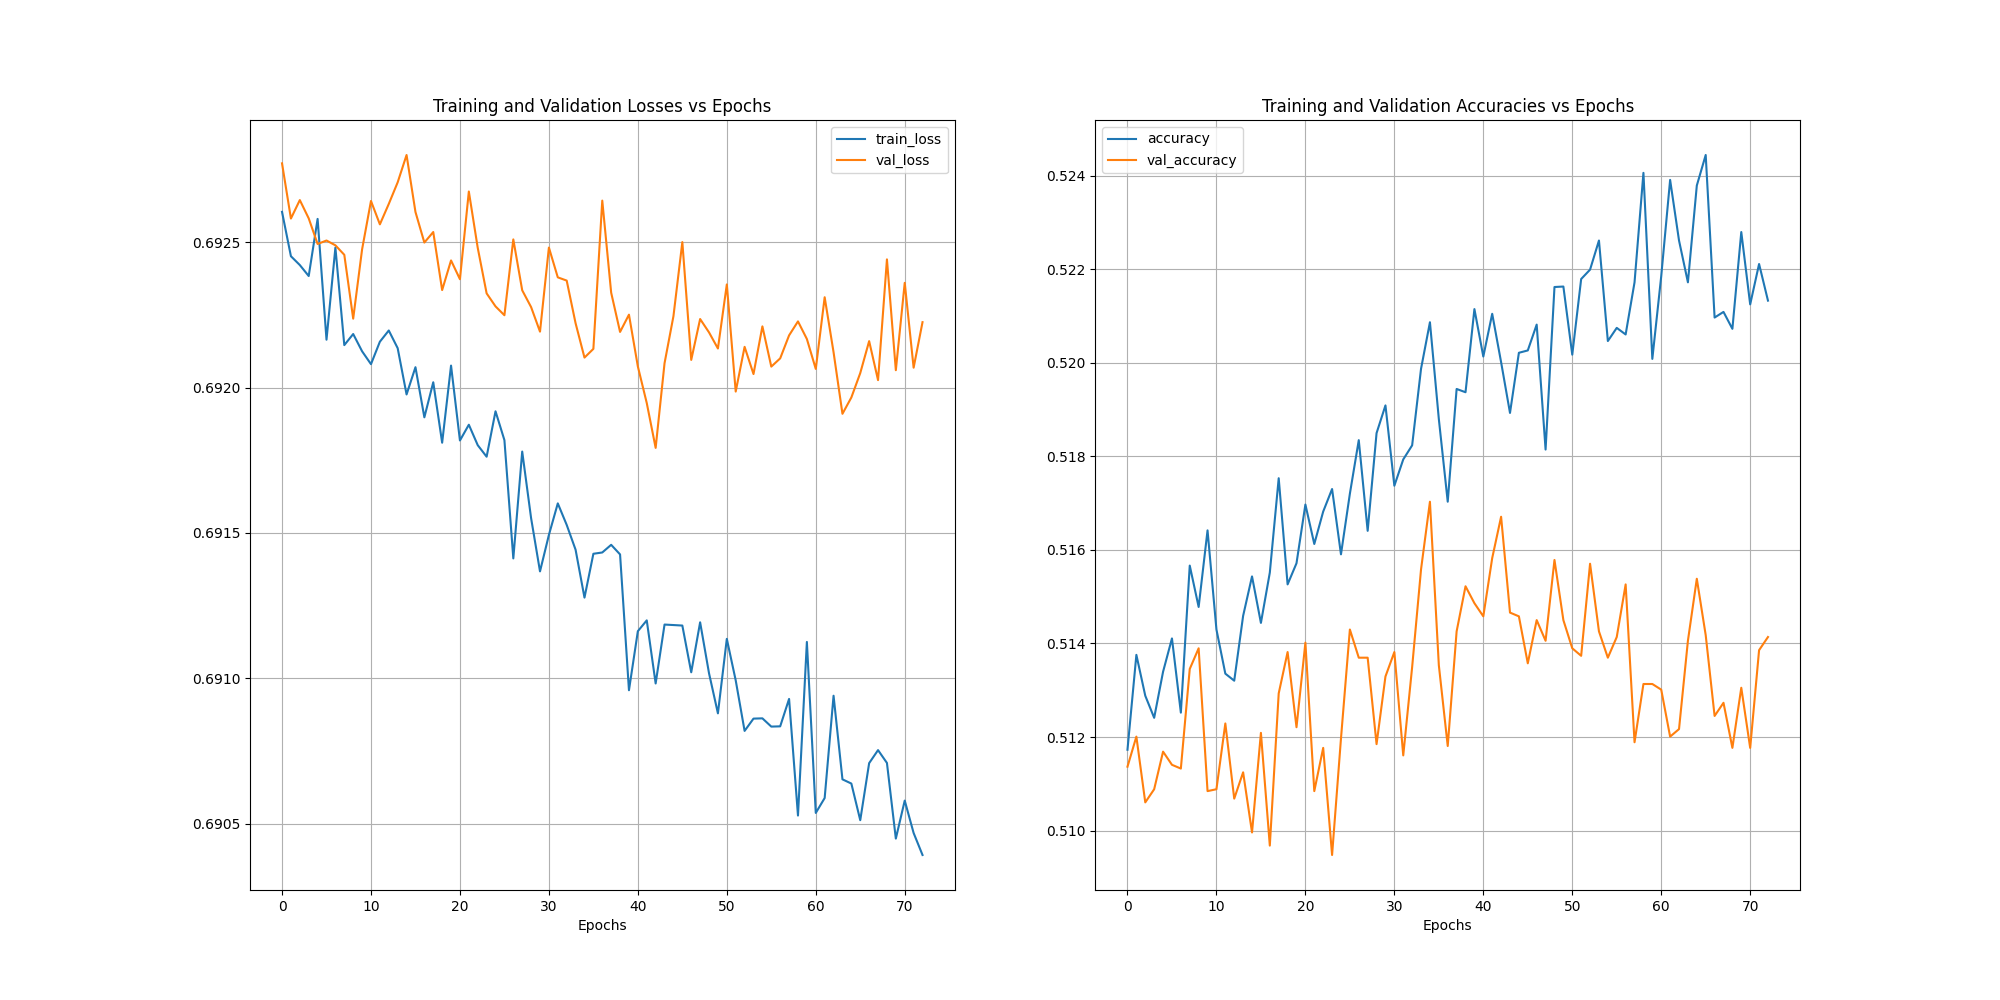 Training and Validation Losses vs Epochs
train_loss
val_loss
0.6925
0.6920
0.6915
0.6910
0.6905
0 10 20 30 40 50 60 70
Epochs
Training and Validation Accuracies vs Epochs
accuracy
val_accuracy
0.524
0.522
0.520
0.518
0.516
0.514
0.512
0.510
0 10 20 30 40 50 60 70
Epochs